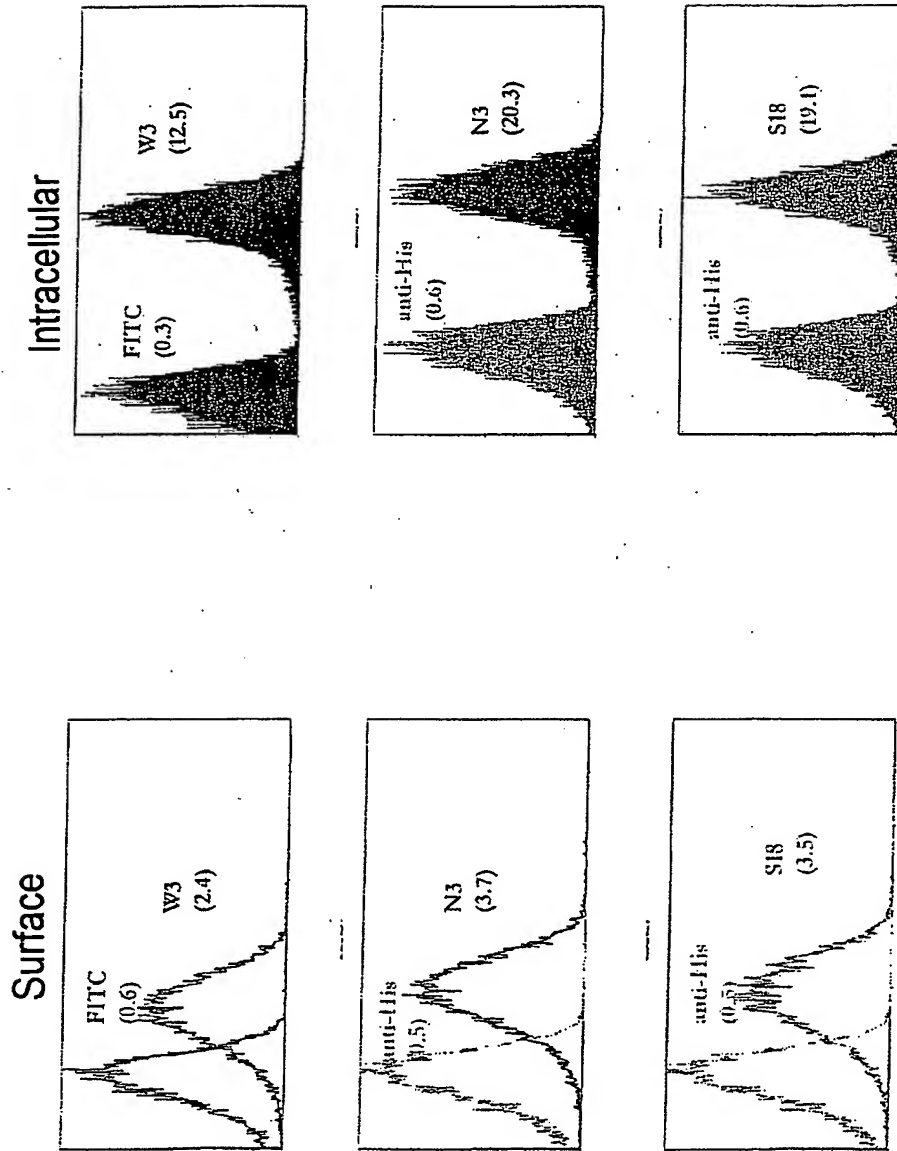 Surface
FITC
(0.6)
W3
(2.4)
anti-His
(0.5)
N3
(3.7)
anti-His
(0.5)
S18
(3.5)
Intracellular
FITC
(0.3)
W3
(12.5)
anti-His
(0.6)
N3
(20.3)
anti-His
(0.6)
S18
(19.1)